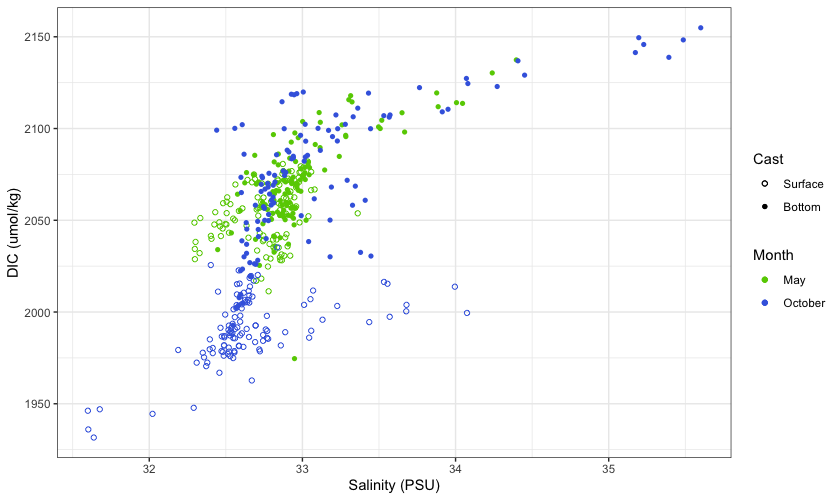 DIC (umol/kg)
2150
2100
2050
2000
1950
32
33
34
35
Salinity (PSU)
Cast
Surface
Bottom
Month
May
October